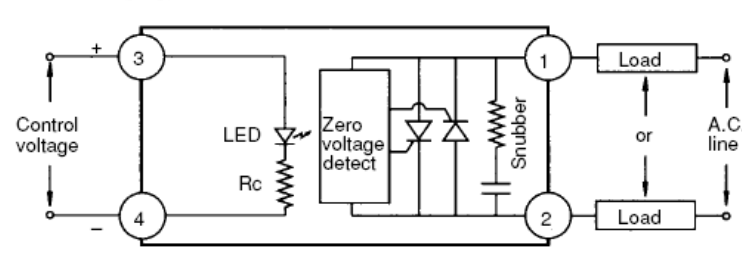 +
3
1
Load
Control
voltage
LED
Zero
voltage
detect
Snubber
or
A.C
line
Rc
4
2
Load
–